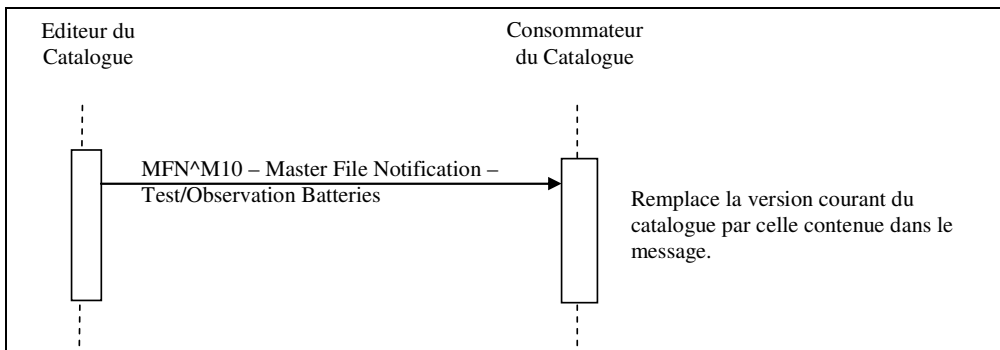 Editeur du
Catalogue
Consommateur
du Catalogue
MFN^M10 – Master File Notification –
Test/Observation Batteries
Remplace la version courant du
catalogue par celle contenue dans le
message.